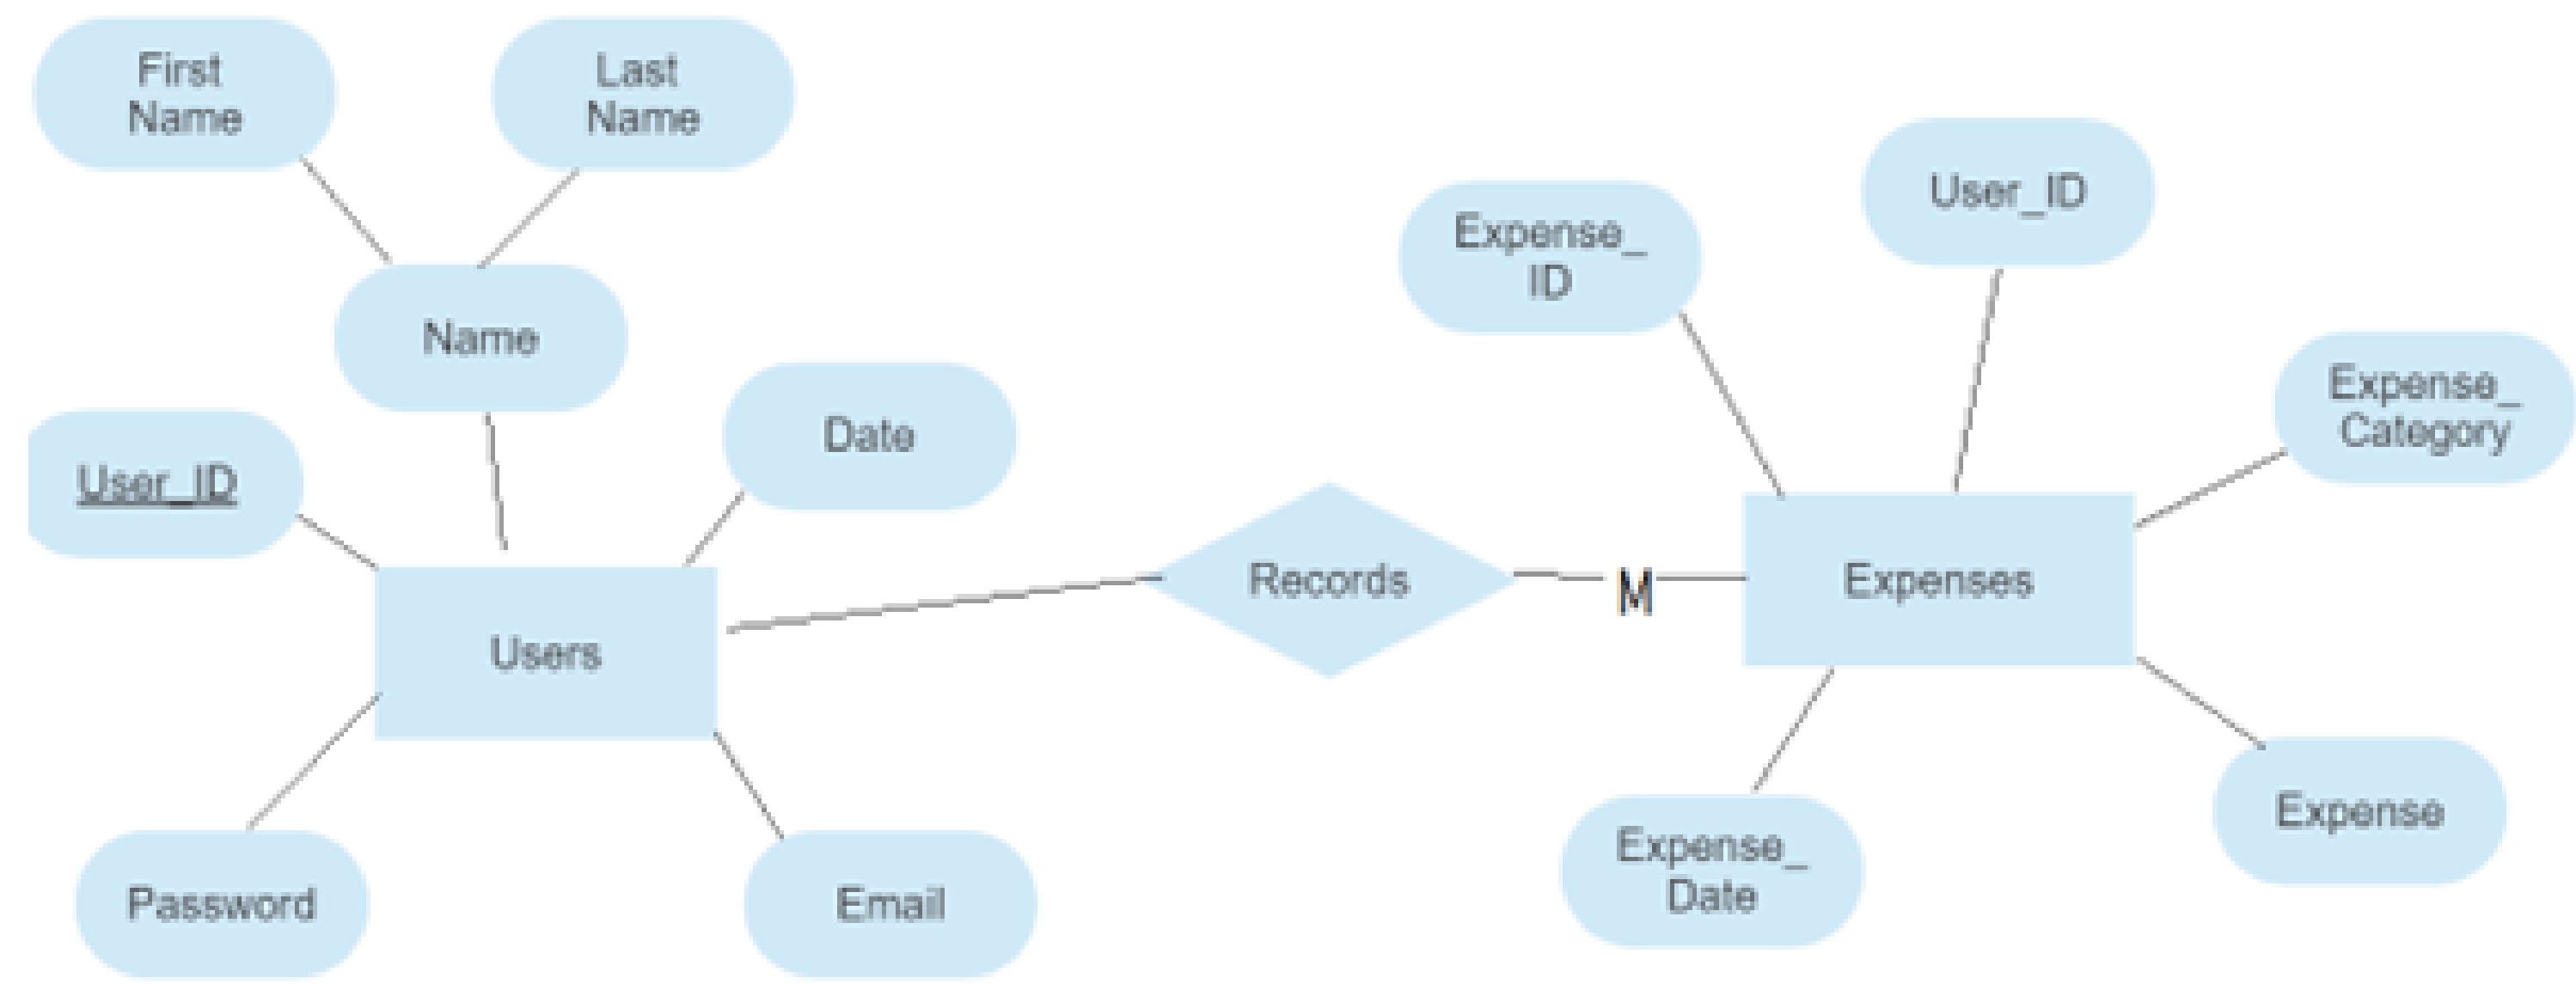 First
Name
Last
Name
Name
User_ID
Date
Users
Password
Email
Records
M
Expense_
ID
User_ID
Expense_
Category
Expenses
Expense_
Date
Expense